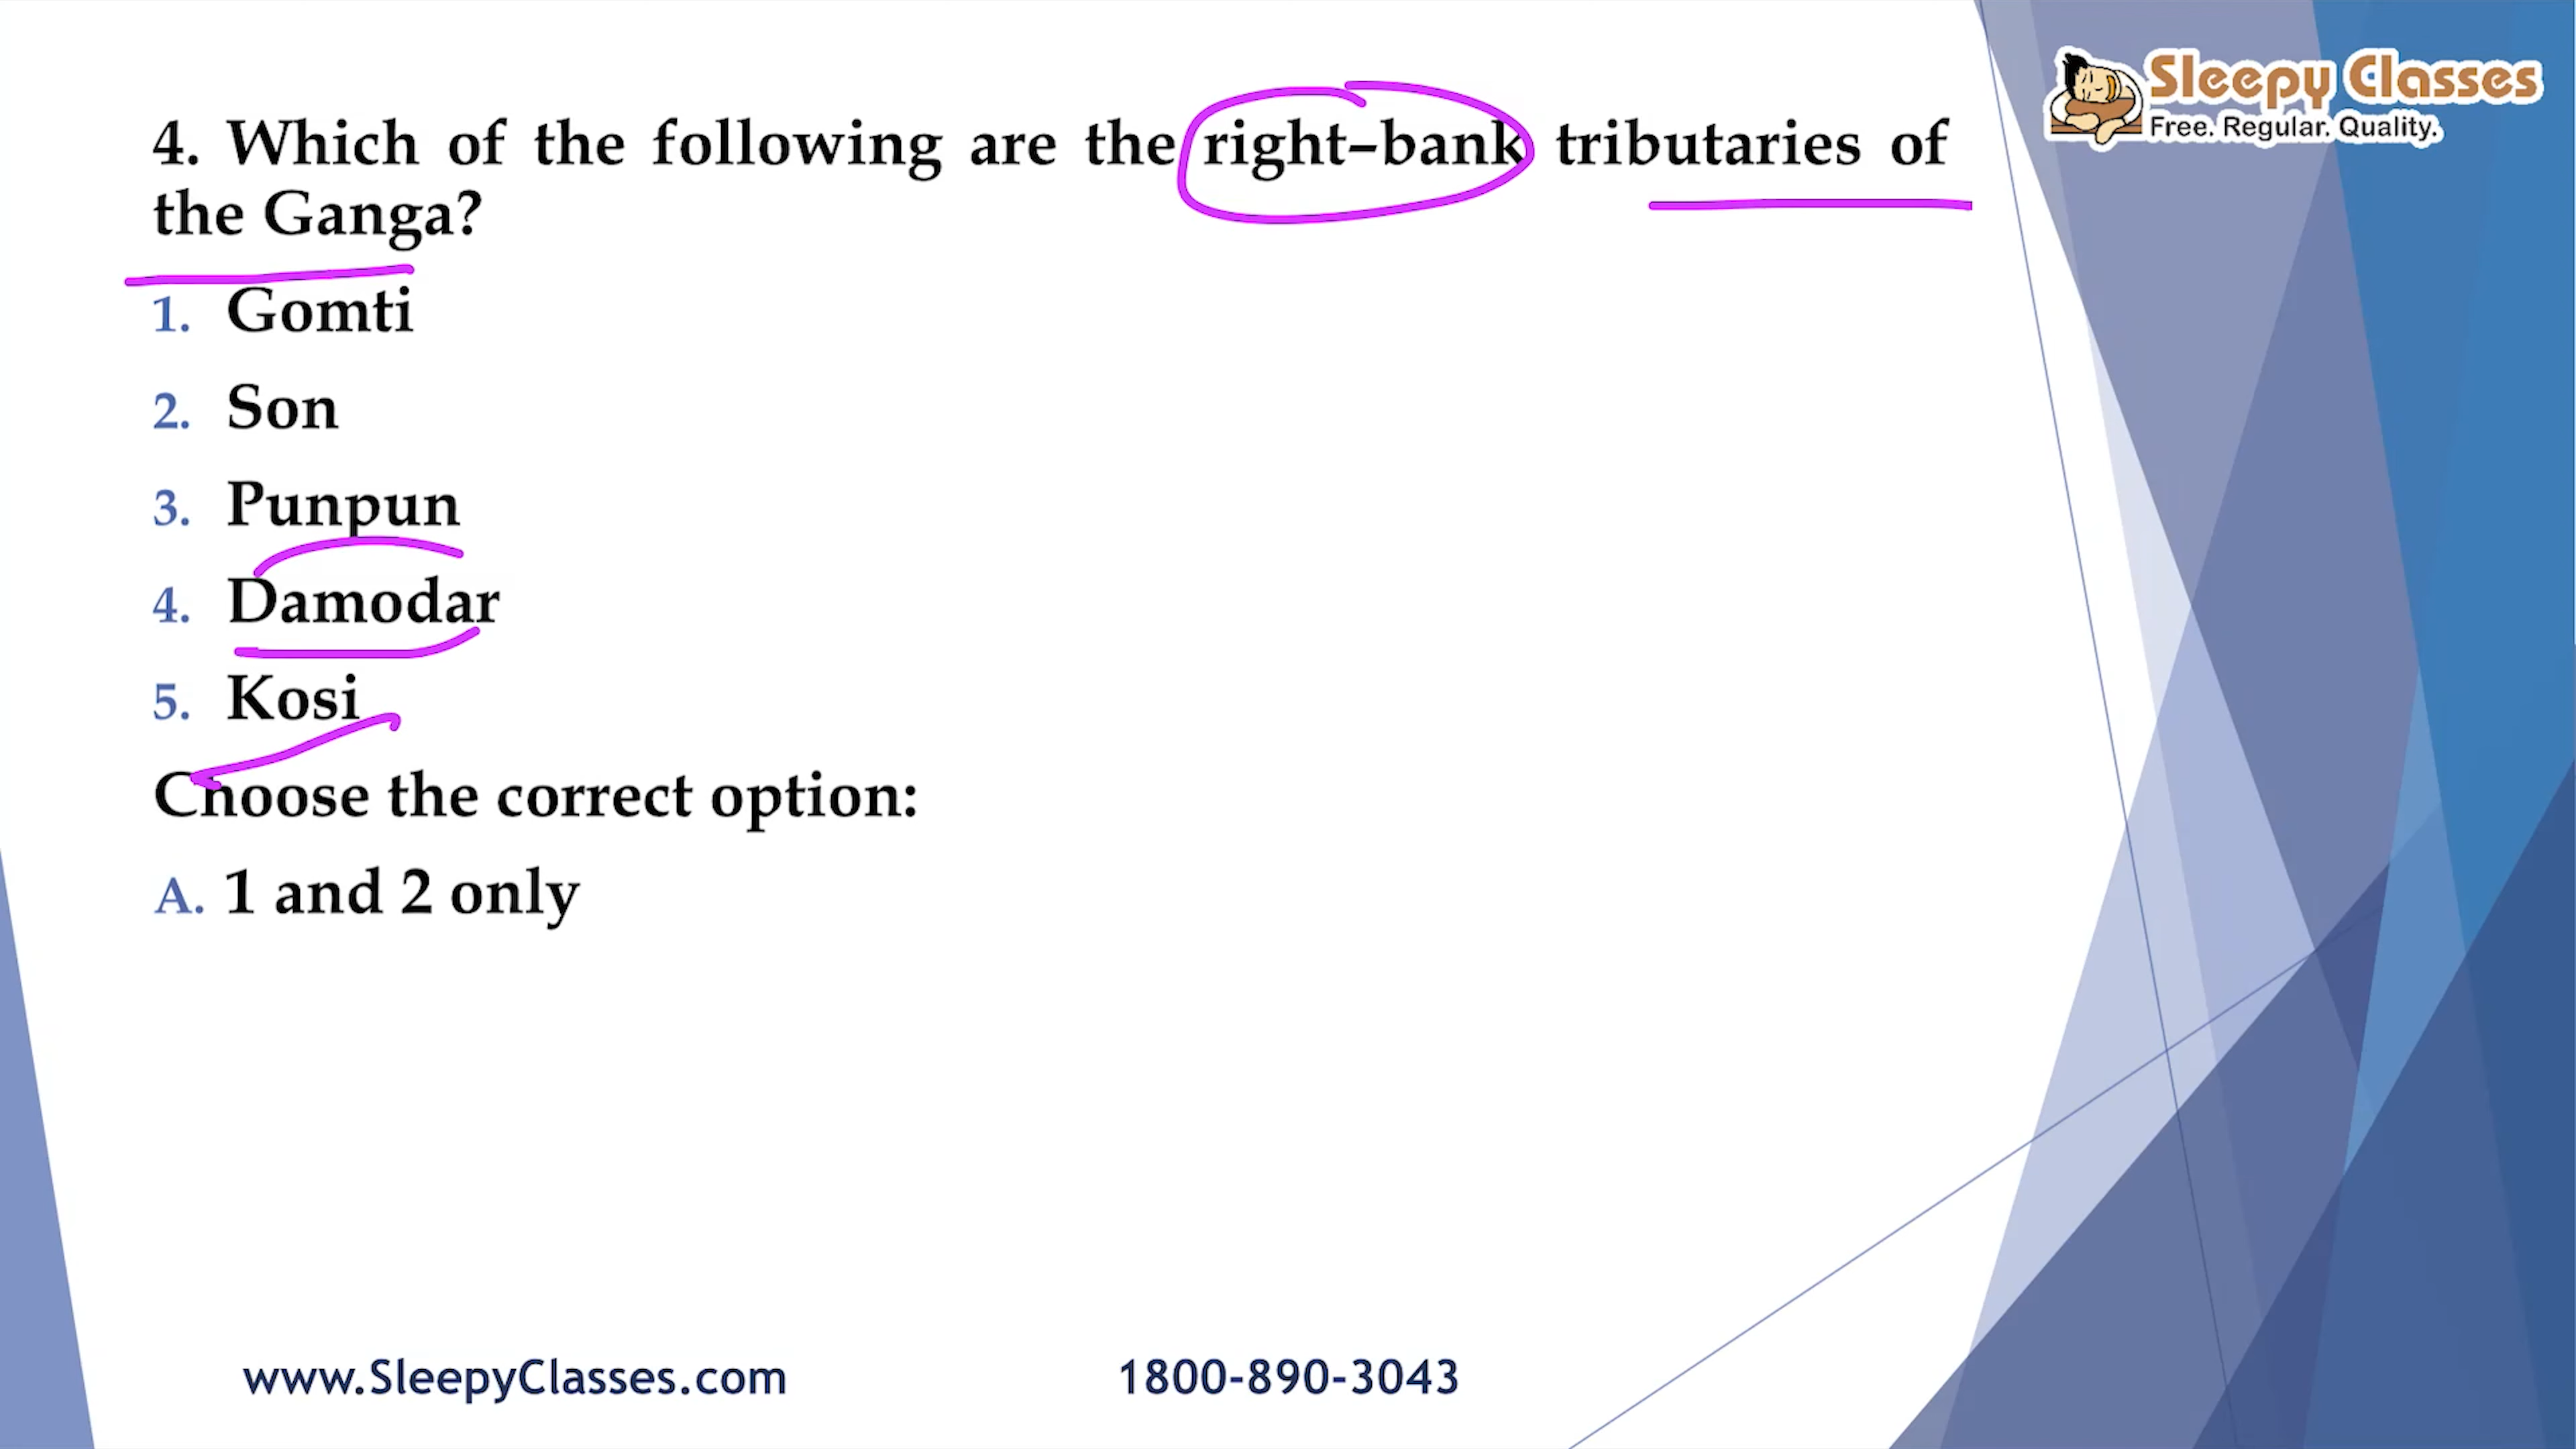 Sleepy Classes
Free. Regular. Quality.
4. Which of the following are the right–bank tributaries of
the Ganga?
1. Gomti
2. Son
3. Punpun
4. Damodar
5. Kosi
Choose the correct option:
A. 1 and 2 only
www.SleepyClasses.com 1800-890-3043